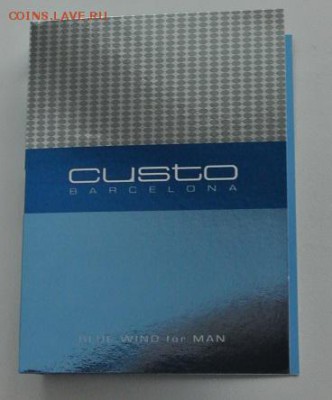 COINS.LAVE.RU
custo
BARCELONA
BLUE WIND for MAN